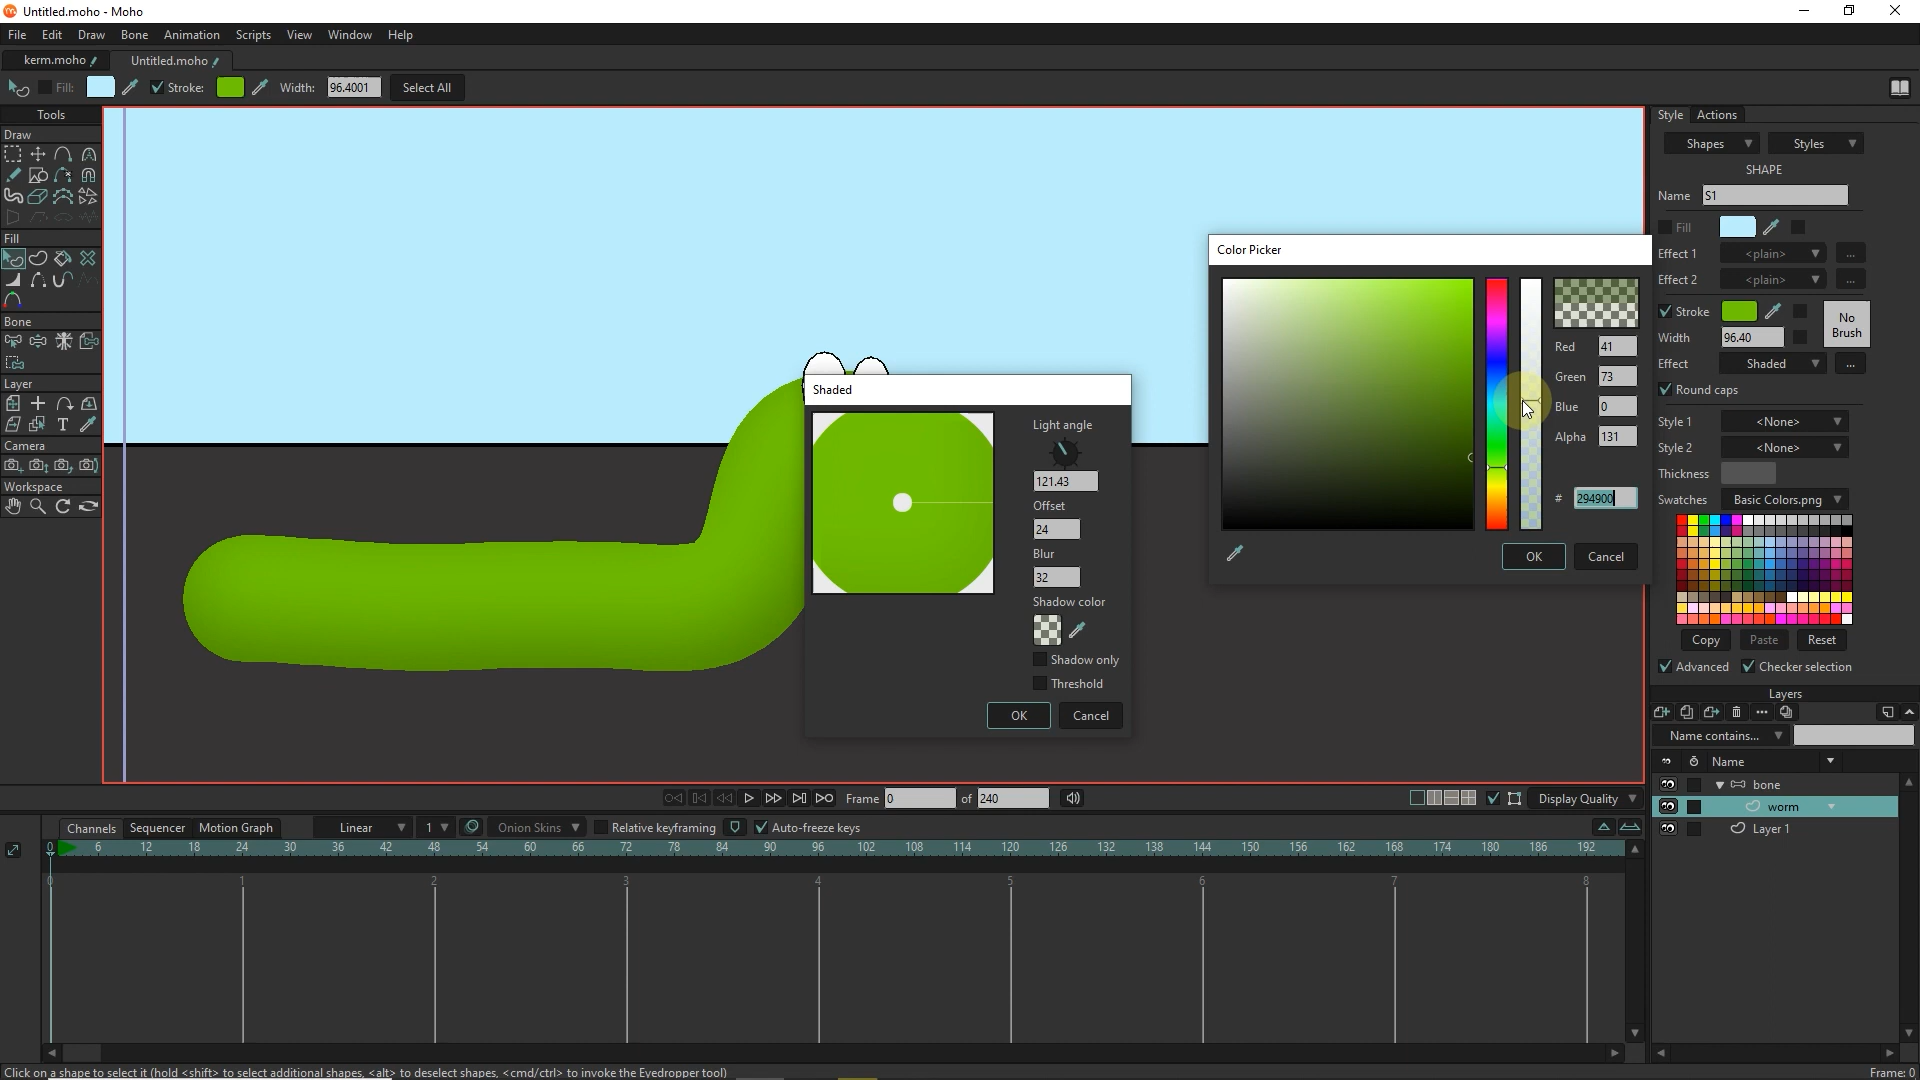 Untitled.moho - Moho
File Edit Draw Bone Animation Scripts View Window Help
kerm.moho Untitled.moho
Fill: Stroke: Width: 96.4001 Select All
Tools
Draw
Fill
Bone
Layer
Camera
Workspace
Shaded
Light angle
121.43
Offset
24
Blur
32
Shadow color
Shadow only
Threshold
OK Cancel
Color Picker
Red 41
Green 73
Blue 0
Alpha 131
# 294900
OK Cancel
Style Actions
Shapes Styles
SHAPE
Name S1
Fill
Effect 1 <plain> ...
Effect 2 <plain> ...
Stroke
No Brush
Width 96.40
Effect Shaded ...
Round caps
Style 1 <None>
Style 2 <None>
Thickness
Swatches Basic Colors.png
Copy Paste Reset
Advanced Checker selection
Layers
Name contains...
Name
bone
worm
Layer 1
Frame 0 of 240 Display Quality
Channels Sequencer Motion Graph Linear 1 Onion Skins Relative keyframing Auto-freeze keys
0 6 12 18 24 30 36 42 48 54 60 66 72 78 84 90 96 102 108 114 120 126 132 138 144 150 156 162 168 174 180 186 192
0 1 2 3 4 5 6 7 8
Click on a shape to select it (hold <shift> to select additional shapes, <alt> to deselect shapes, <cmd/ctrl> to invoke the Eyedropper tool) Frame: 0